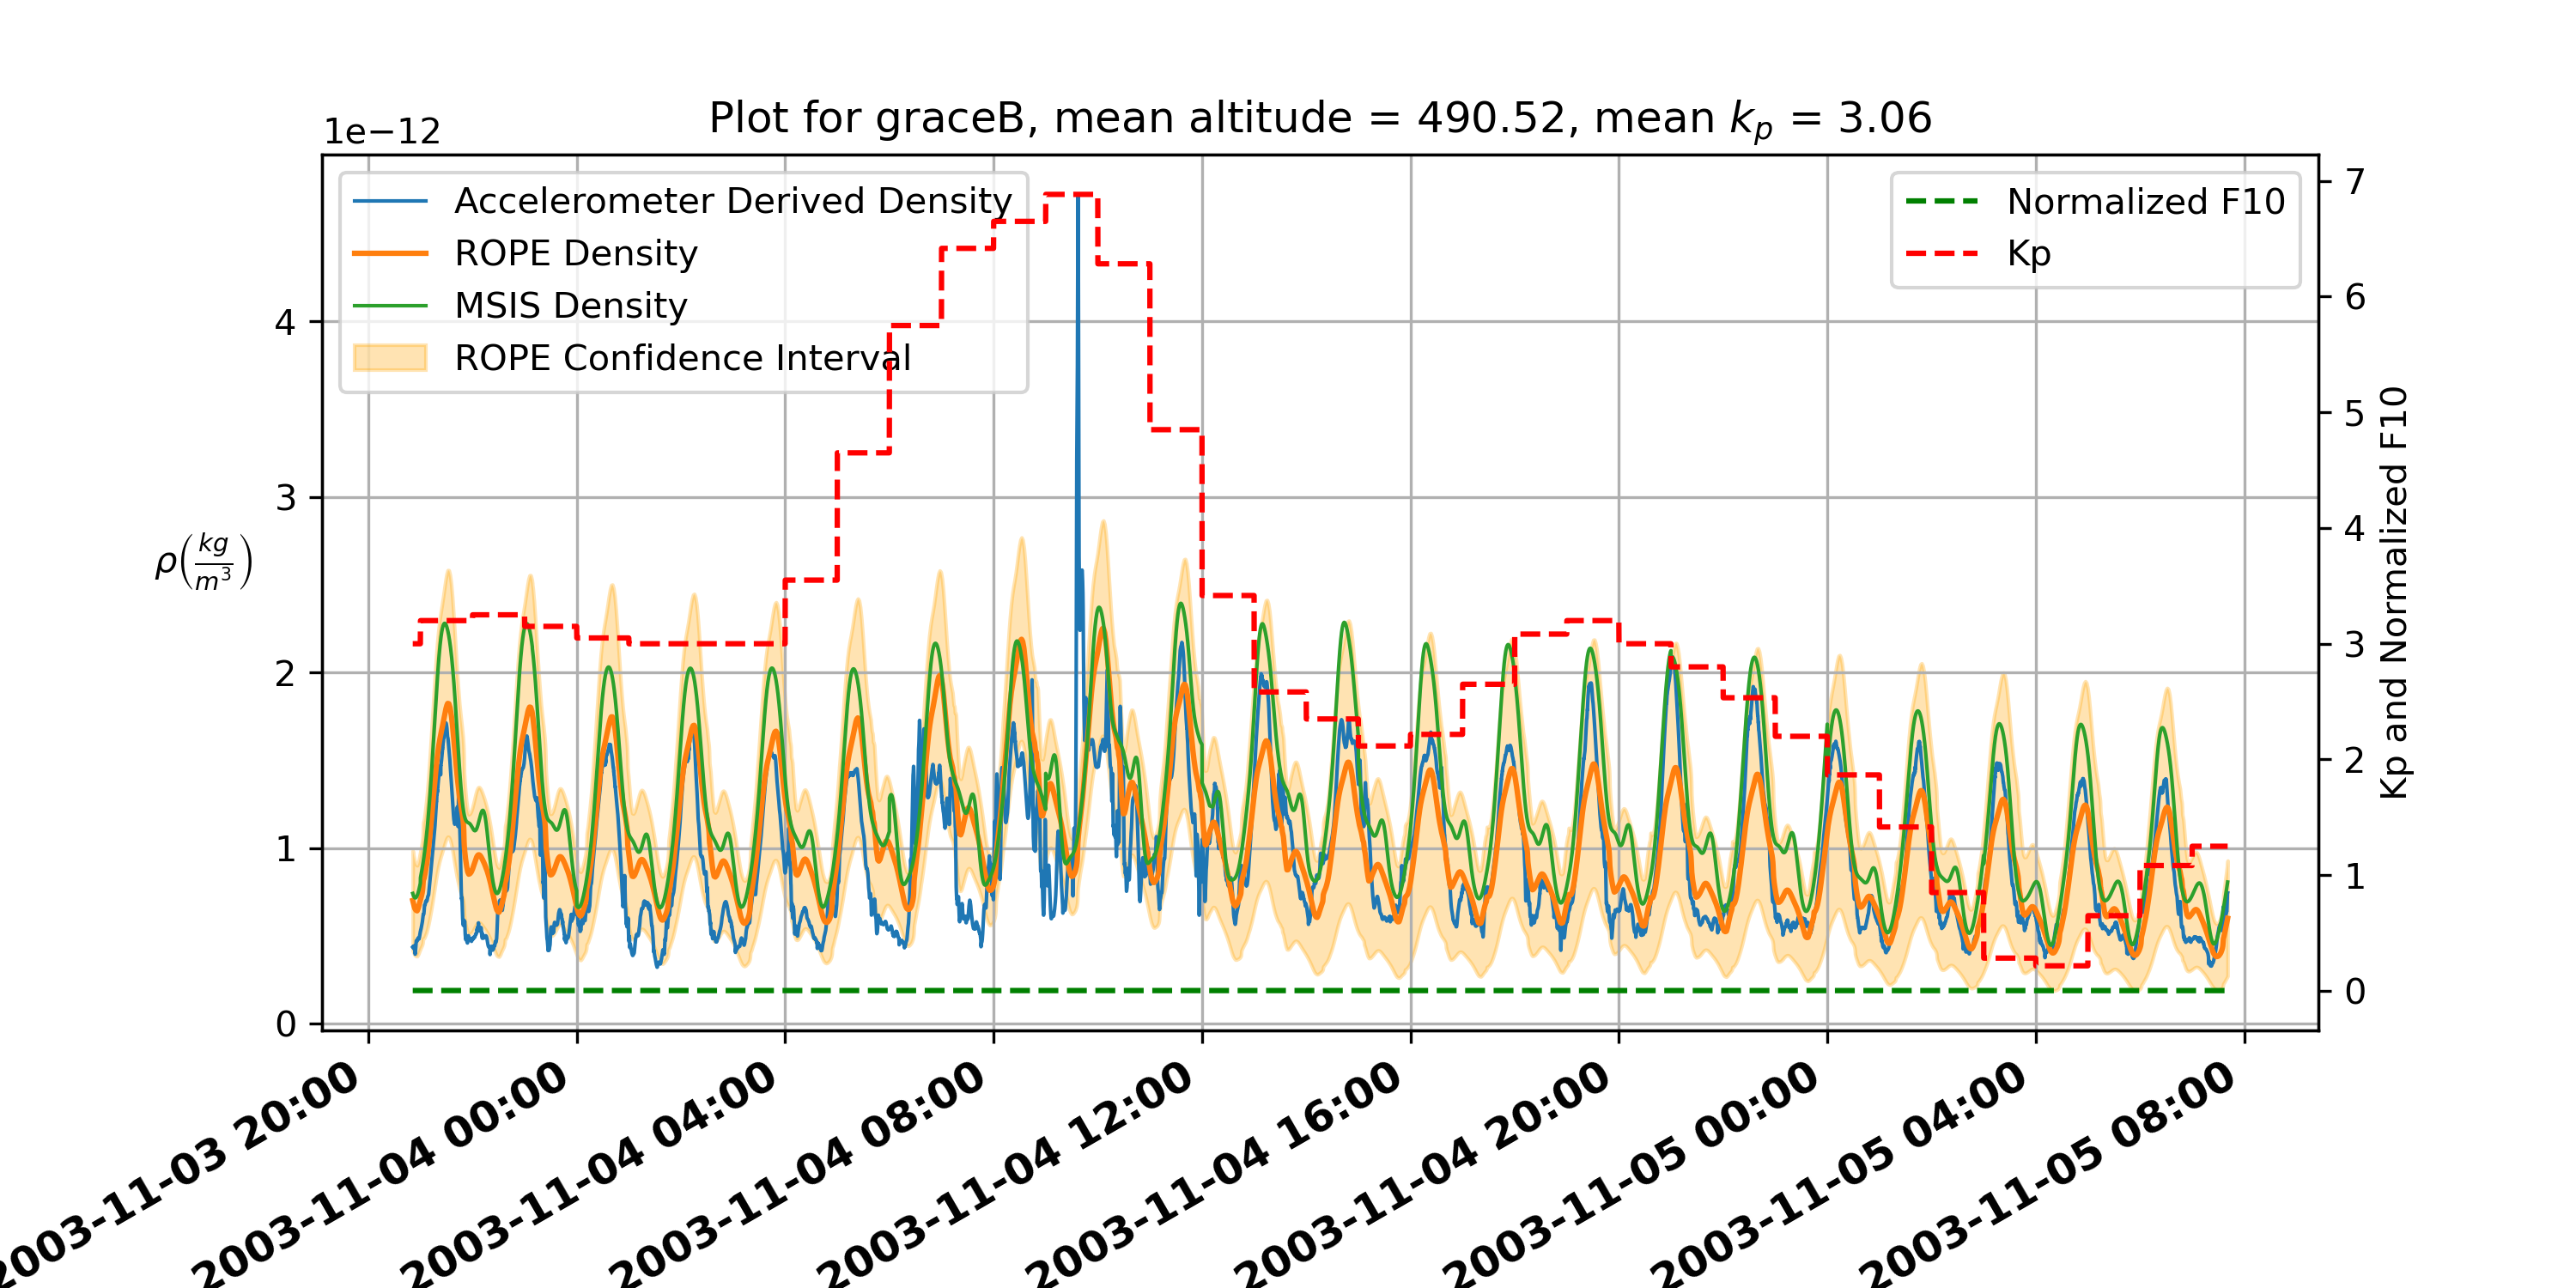 Plot for graceB, mean altitude = 490.52, mean kₚ = 3.06
1e−12
Accelerometer Derived Density
ROPE Density
MSIS Density
ROPE Confidence Interval
Normalized F10
Kp
4
3
2
1
0
ρ(kg/m³)
7
6
5
4
3
2
1
0
Kp and Normalized F10
2003-11-03 20:00
2003-11-04 00:00
2003-11-04 04:00
2003-11-04 08:00
2003-11-04 12:00
2003-11-04 16:00
2003-11-04 20:00
2003-11-05 00:00
2003-11-05 04:00
2003-11-05 08:00